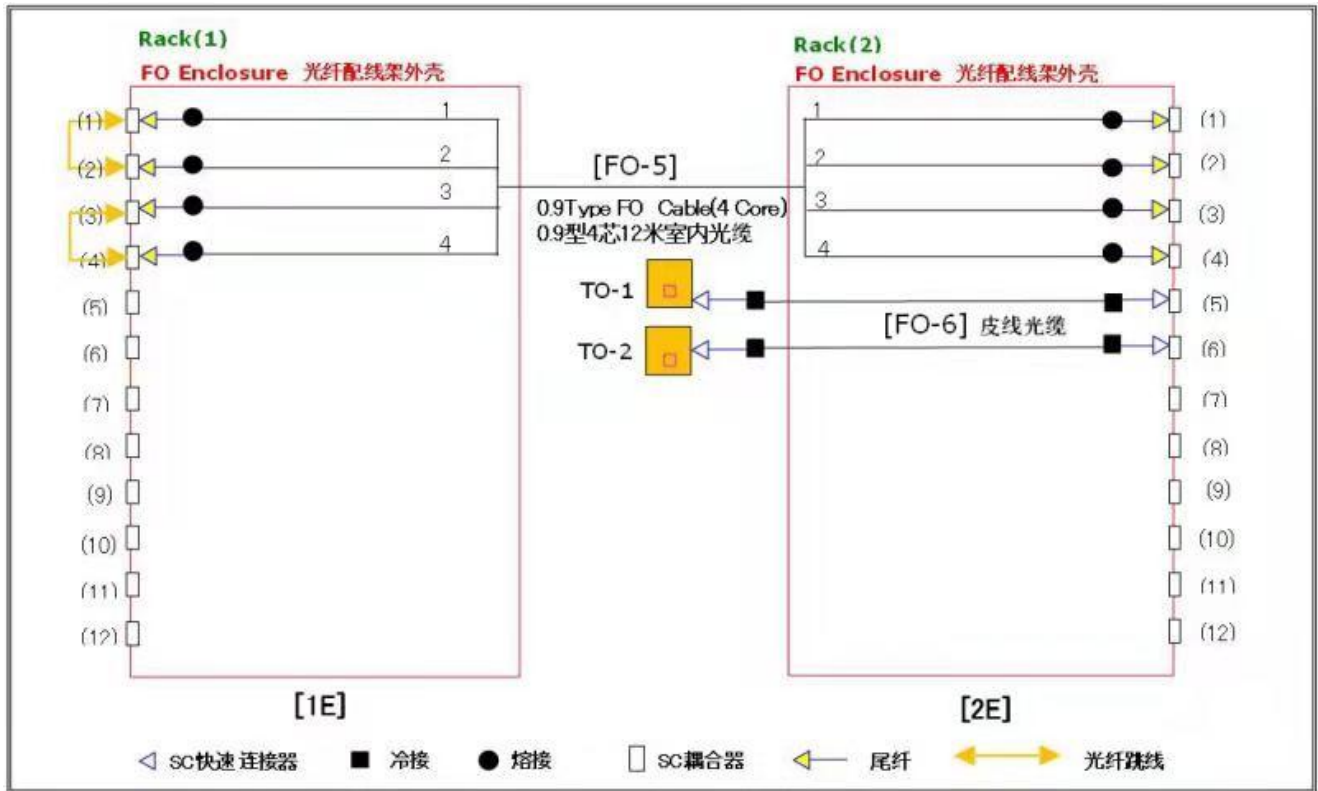 Rack(1)
FO Enclosure 光纤配线架外壳
(1)
(2)
(3)
(4)
(5)
(6)
(7)
(8)
(9)
(10)
(11)
(12)
1
2
3
4
[1E]
[FO-5]
0.9Type FO Cable(4 Core)
0.9型4芯12米室内光缆
TO-1
TO-2
[FO-6] 皮线光缆
Rack(2)
FO Enclosure 光纤配线架外壳
1
2
3
4
(1)
(2)
(3)
(4)
(5)
(6)
(7)
(8)
(9)
(10)
(11)
(12)
[2E]
SC快速连接器
冷接
熔接
SC耦合器
尾纤
光纤跳线